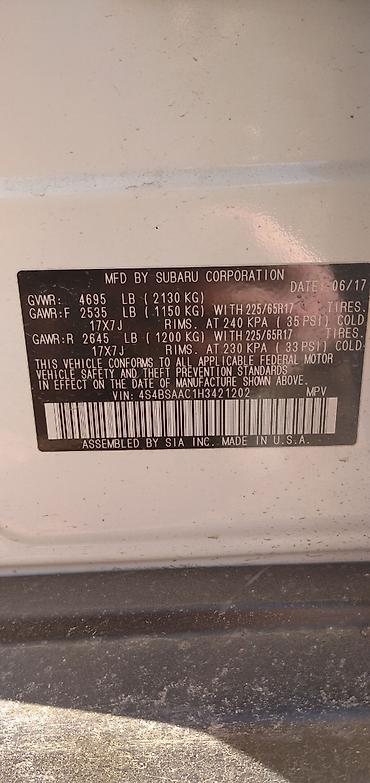 MFD BY SUBARU CORPORATION
DATE: 06/17
GVWR: 4695 LB ( 2130 KG)
GAWR:F 2535 LB ( 1150 KG) WITH 225/65R17 TIRES.
17X7J RIMS. AT 240 KPA ( 35 PSI) COLD
GAWR:R 2645 LB ( 1200 KG) WITH 225/65R17 TIRES.
17X7J RIMS. AT 230 KPA ( 33 PSI) COLD.
THIS VEHICLE CONFORMS TO ALL APPLICABLE FEDERAL MOTOR
VEHICLE SAFETY AND THEFT PREVENTION STANDARDS
IN EFFECT ON THE DATE OF MANUFACTURE SHOWN ABOVE.
VIN: 4S4BSAAC1H3421202 MPV
ASSEMBLED BY SIA INC. MADE IN U.S.A.